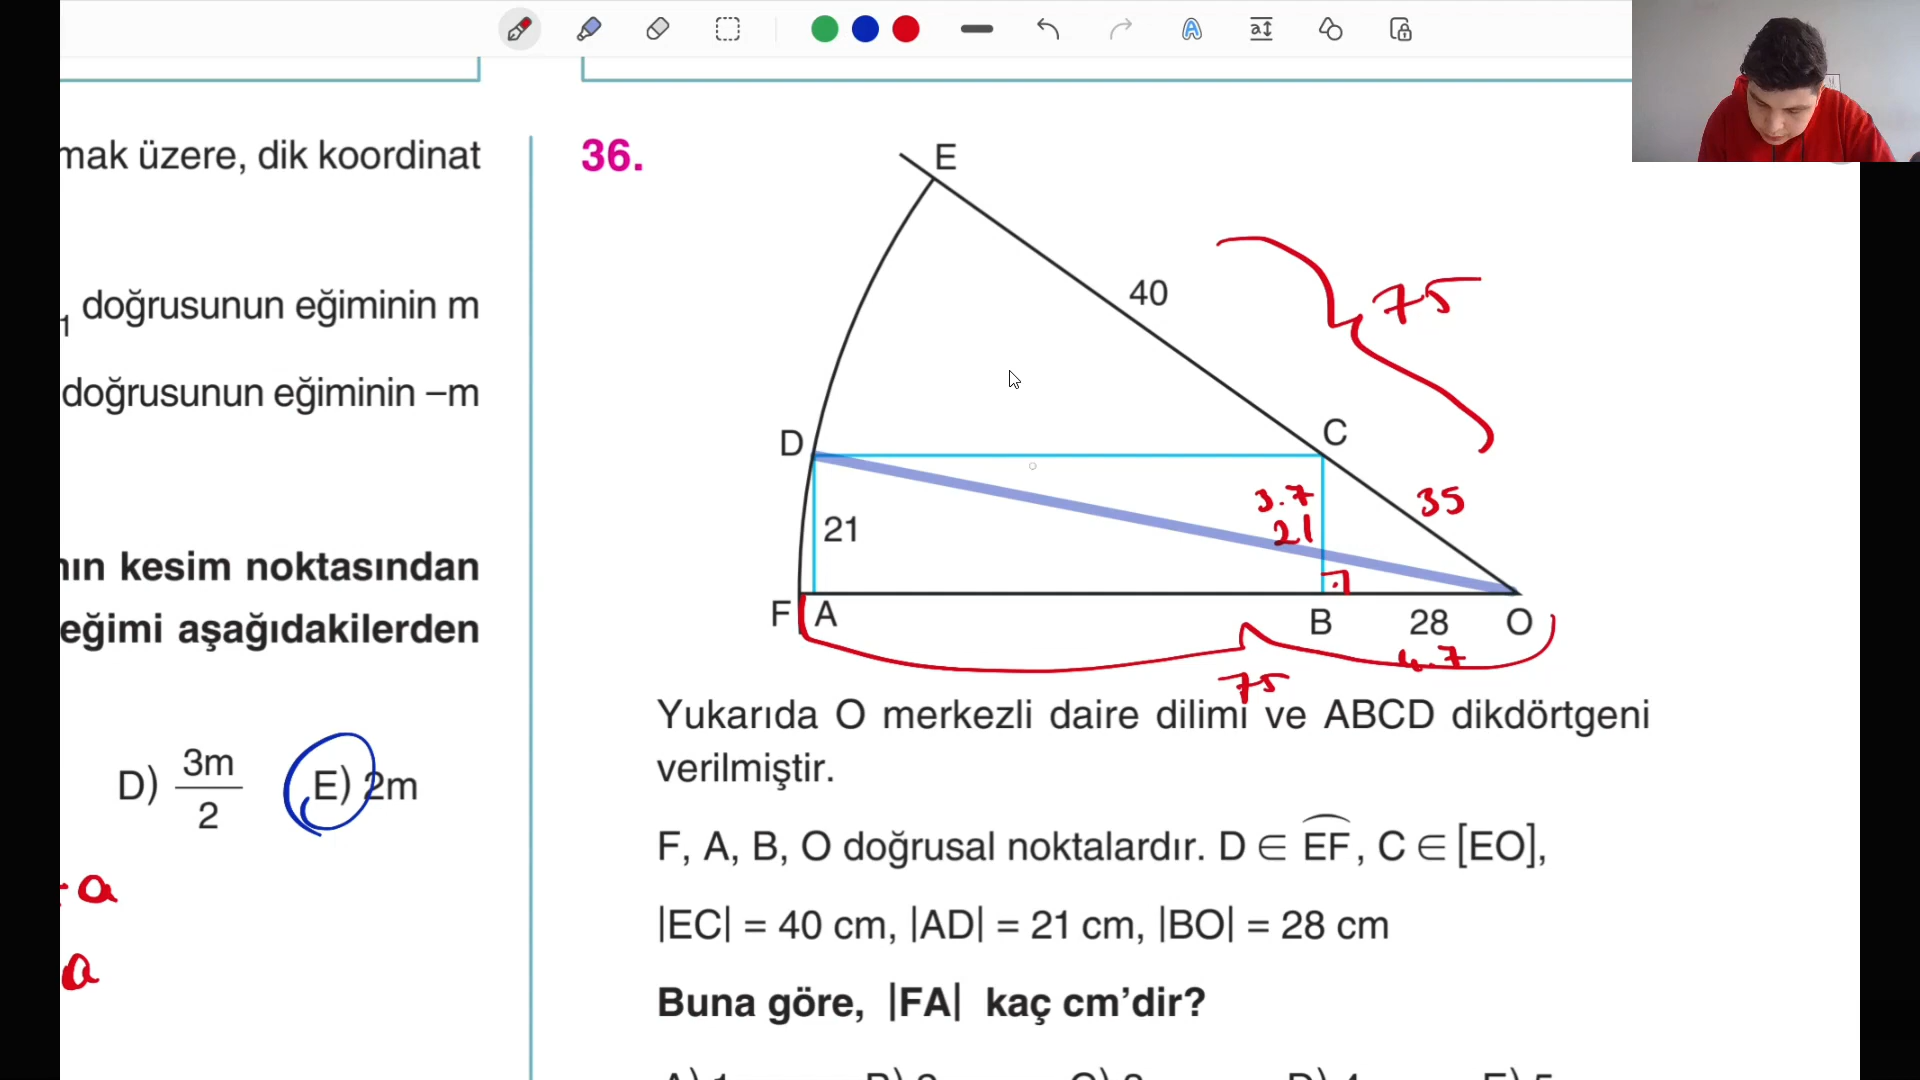 mak üzere, dik koordinat
1 doğrusunun eğiminin m
doğrusunun eğiminin –m
nın kesim noktasından
eğimi aşağıdakilerden
D) 3m/2 E) 2m
a
a
36.
E
40
75
D
C
21
3.7
21
35
F A B 28 O
4.7
75
Yukarıda O merkezli daire dilimi ve ABCD dikdörtgeni
verilmiştir.
F, A, B, O doğrusal noktalardır. D ∈ EF, C ∈ [EO],
|EC| = 40 cm, |AD| = 21 cm, |BO| = 28 cm
Buna göre, |FA| kaç cm'dir?